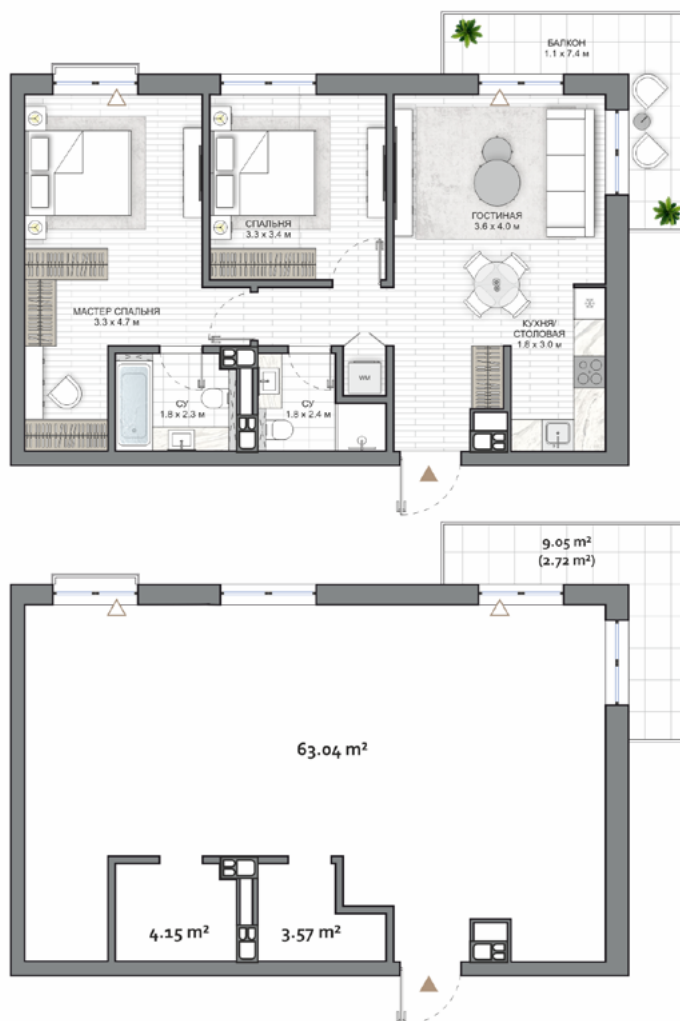 БАЛКОН
1.1 x 7.4 м
СПАЛЬНЯ
3.3 x 3.4 м
ГОСТИНАЯ
3.6 x 4.0 м
МАСТЕР СПАЛЬНЯ
3.3 x 4.7 м
КУХНЯ/
СТОЛОВАЯ
1.8 x 3.0 м
WM
СУ
1.8 x 2.3 м
СУ
1.8 x 2.4 м
9.05 m²
(2.72 m²)
63.04 m²
4.15 m²
3.57 m²